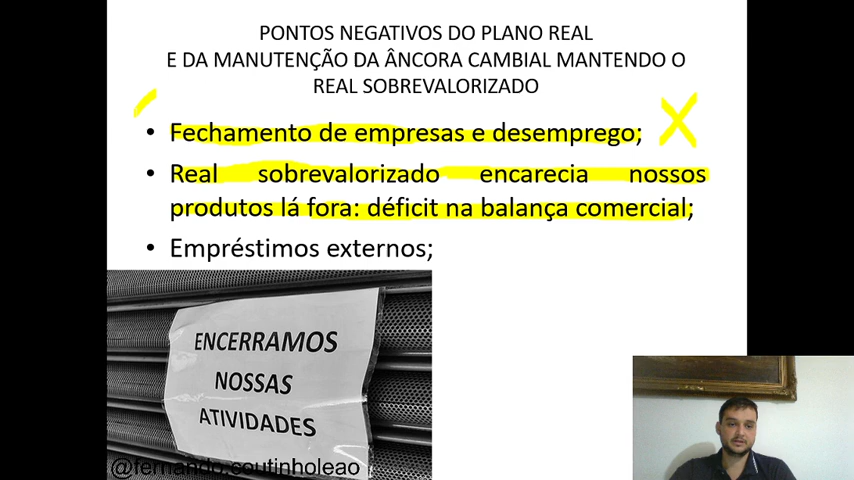 PONTOS NEGATIVOS DO PLANO REAL
E DA MANUTENÇÃO DA ÂNCORA CAMBIAL MANTENDO O
REAL SOBREVALORIZADO
• Fechamento de empresas e desemprego;
• Real sobrevalorizado encarecia nossos
produtos lá fora: déficit na balança comercial;
• Empréstimos externos;
ENCERRAMOS
NOSSAS
ATIVIDADES
@fernando.coutinholeao